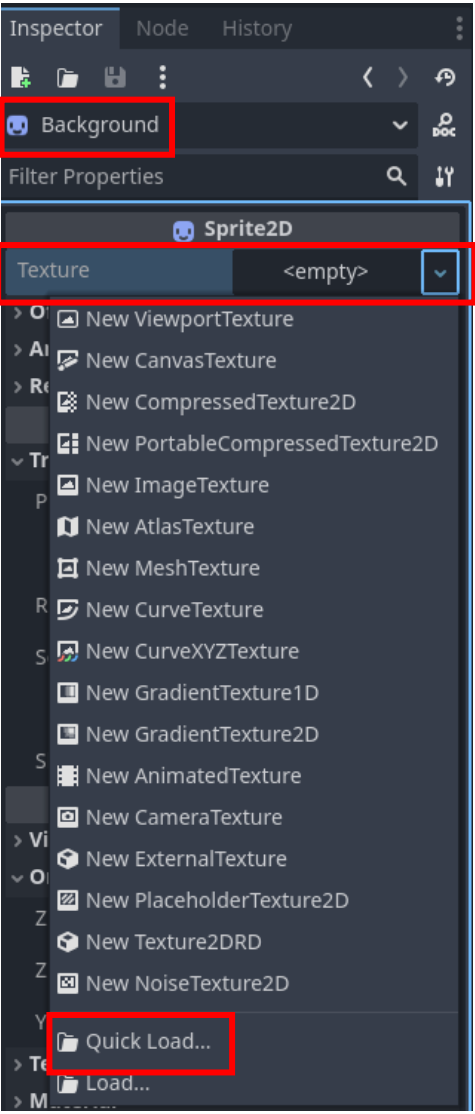 Inspector Node History
Background
DOC
Filter Properties
Sprite2D
Texture <empty>
New ViewportTexture
New CanvasTexture
New CompressedTexture2D
New PortableCompressedTexture2D
New ImageTexture
New AtlasTexture
New MeshTexture
New CurveTexture
New CurveXYZTexture
New GradientTexture1D
New GradientTexture2D
New AnimatedTexture
New CameraTexture
New ExternalTexture
New PlaceholderTexture2D
New Texture2DRD
New NoiseTexture2D
Quick Load...
Load...